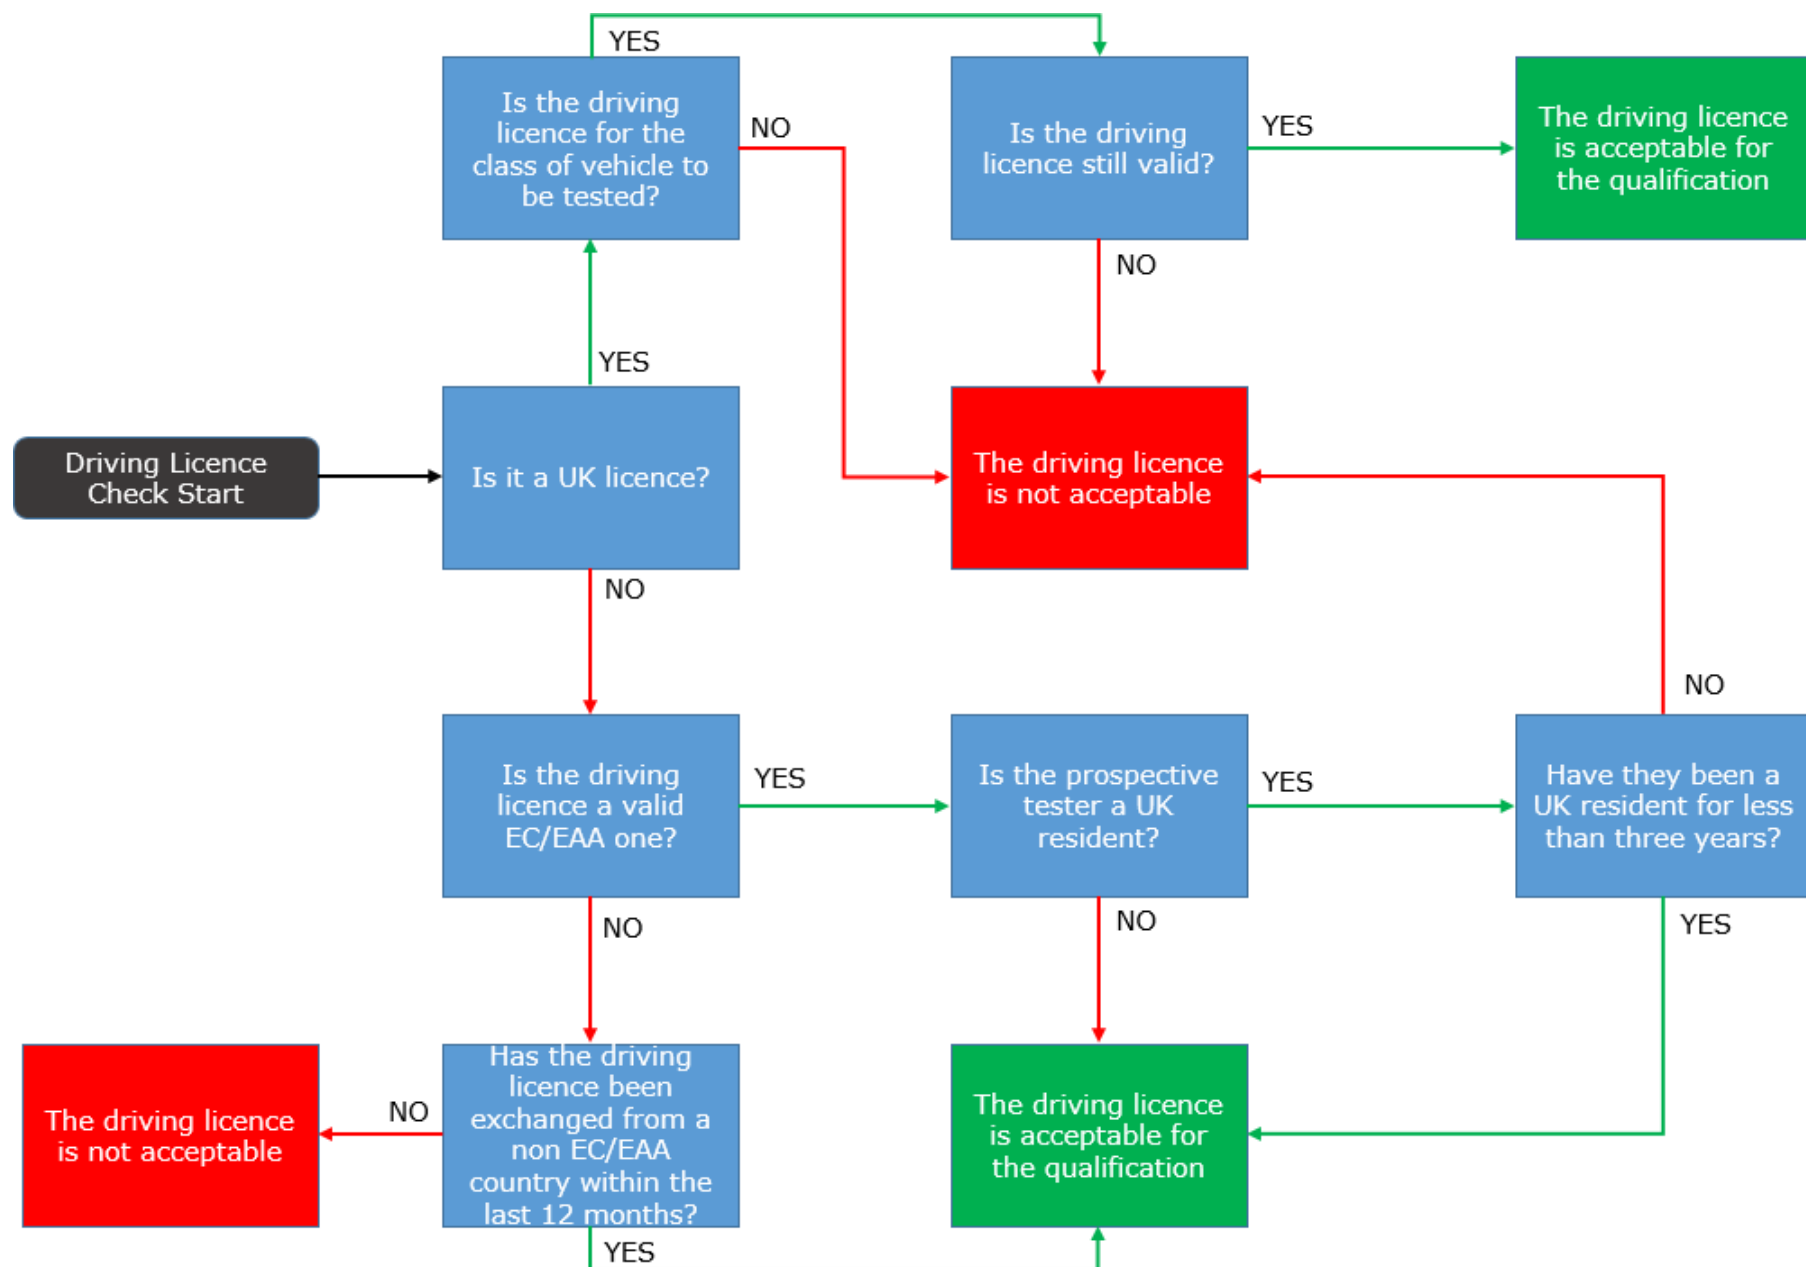 YES
Is the driving
licence for the
class of vehicle to
be tested?
NO
Is the driving
licence still valid?
YES
The driving licence
is acceptable for
the qualification
NO
YES
Driving Licence
Check Start
Is it a UK licence?
The driving licence
is not acceptable
NO
NO
Is the driving
licence a valid
EC/EAA one?
YES
Is the prospective
tester a UK
resident?
YES
Have they been a
UK resident for less
than three years?
NO
NO
YES
The driving licence
is not acceptable
NO
Has the driving
licence been
exchanged from a
non EC/EAA
country within the
last 12 months?
The driving licence
is acceptable for
the qualification
YES